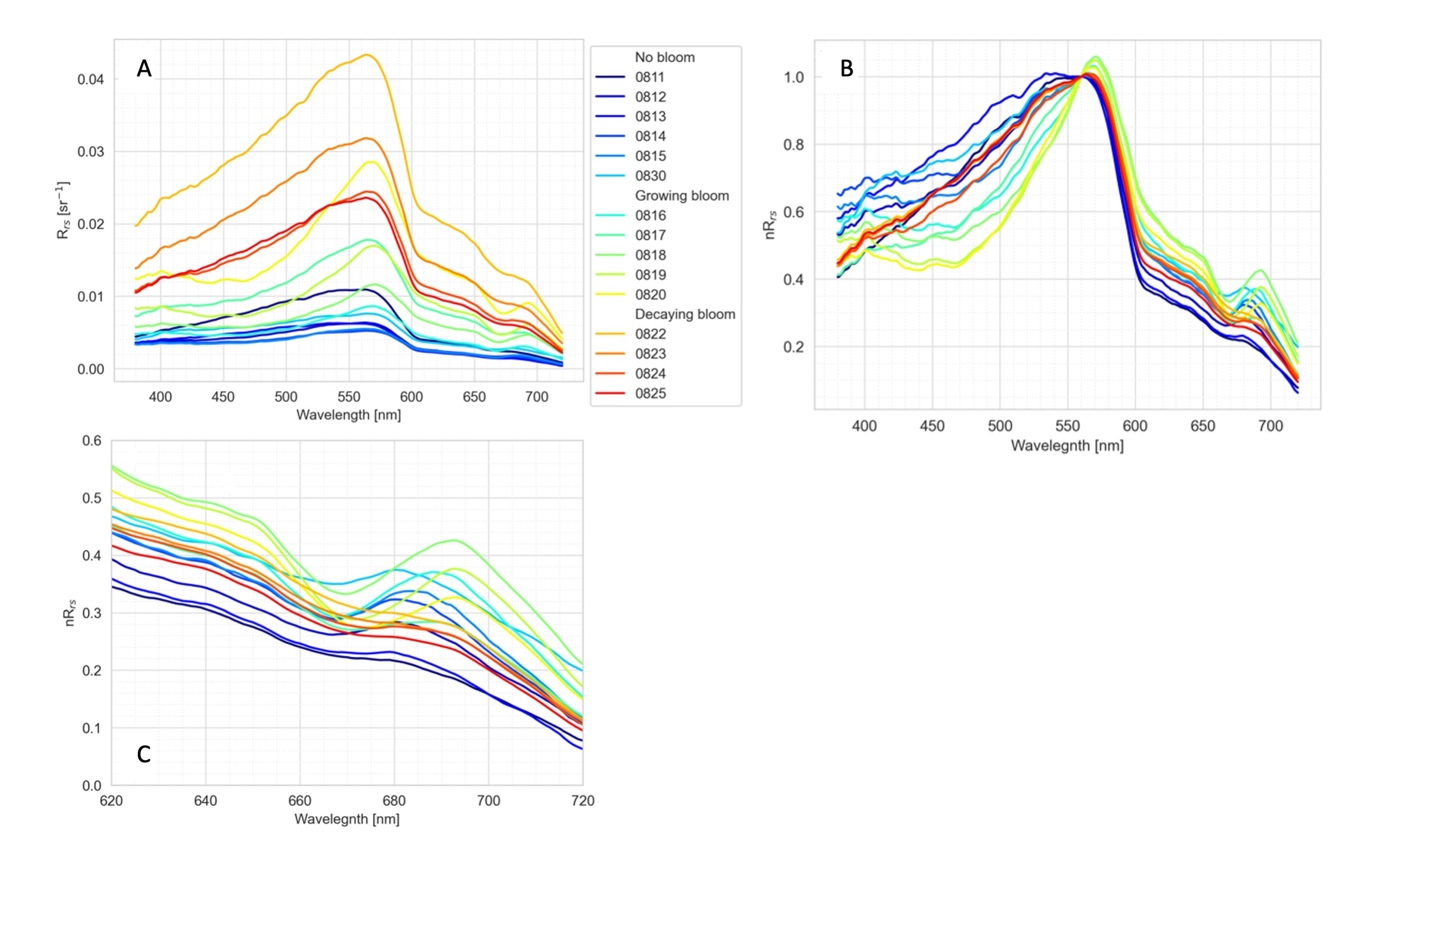 A
0.04
0.03
0.02
0.01
0.00
Rrs [sr−1]
400 450 500 550 600 650 700
Wavelength [nm]
No bloom
0811
0812
0813
0814
0815
0830
Growing bloom
0816
0817
0818
0819
0820
Decaying bloom
0822
0823
0824
0825
B
1.0
0.8
0.6
0.4
0.2
nRrs
400 450 500 550 600 650 700
Wavelegnth [nm]
0.6
0.5
0.4
0.3
0.2
0.1
0.0
nRrs
C
620 640 660 680 700 720
Wavelegnth [nm]